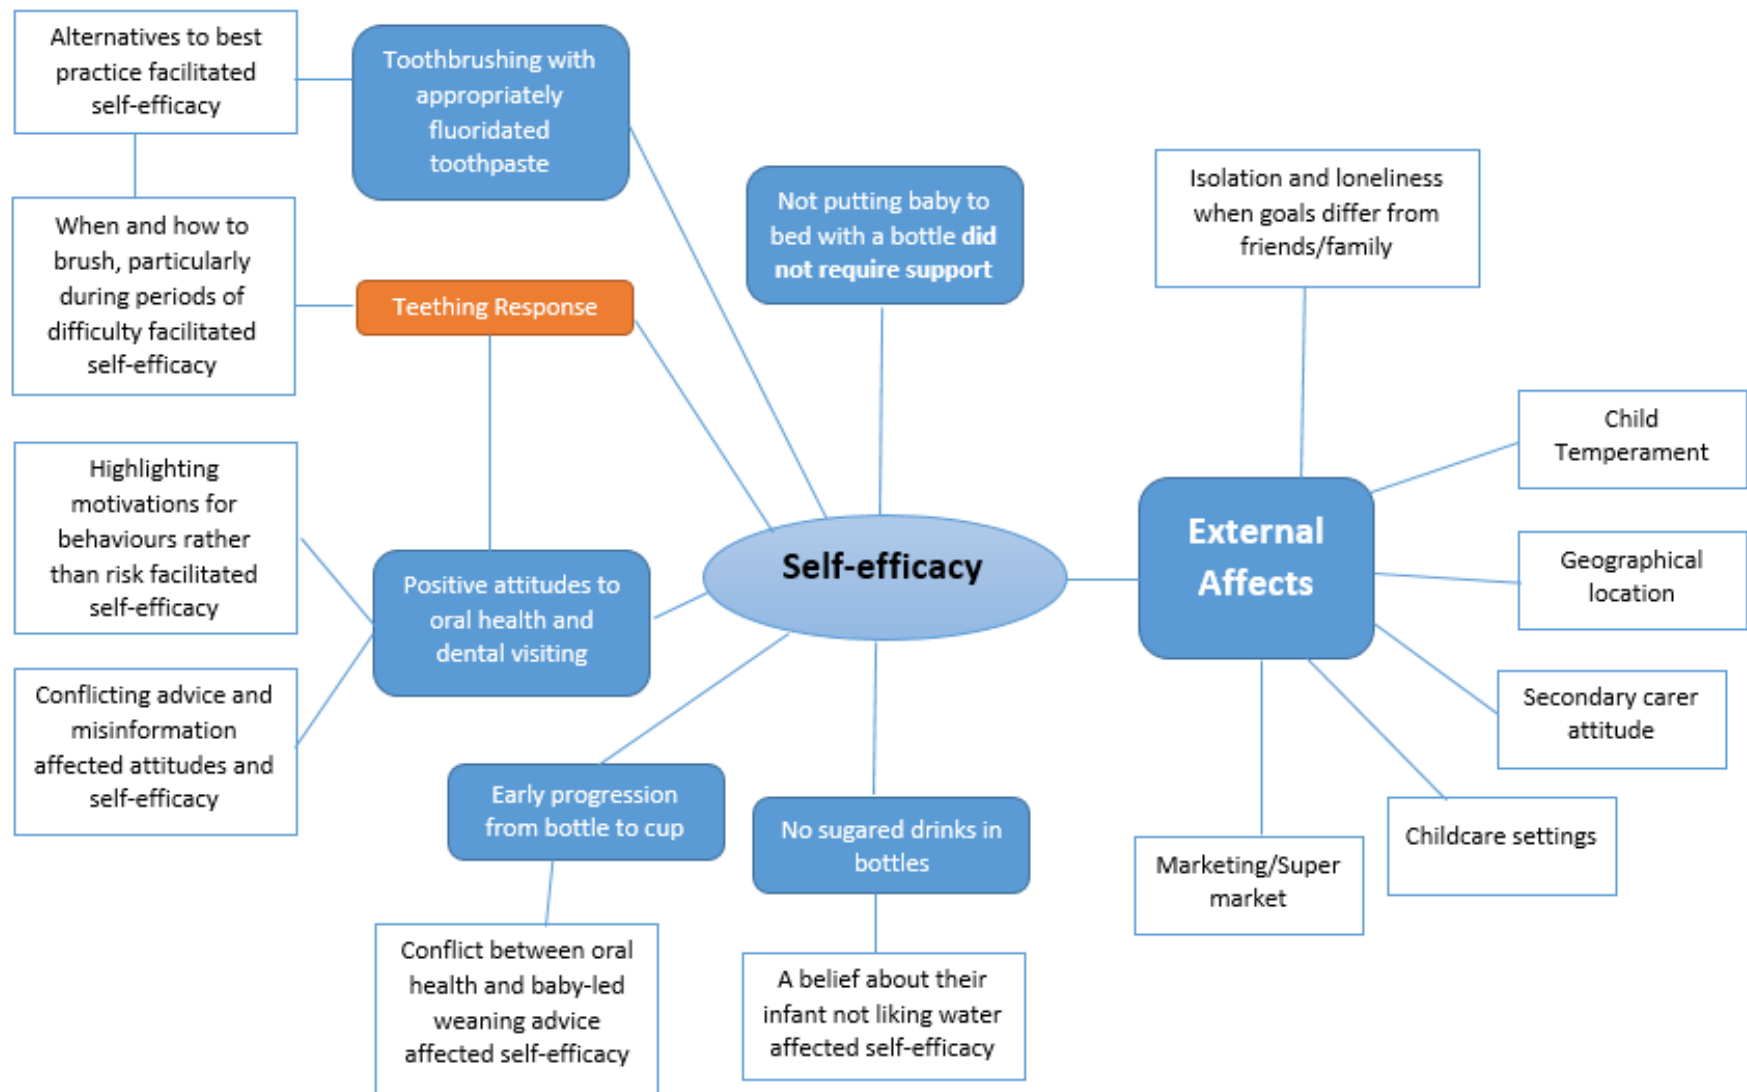 Alternatives to best
practice facilitated
self-efficacy
Toothbrushing with
appropriately
fluoridated
toothpaste
When and how to
brush, particularly
during periods of
difficulty facilitated
self-efficacy
Teething Response
Not putting baby to
bed with a bottle did
not require support
Isolation and loneliness
when goals differ from
friends/family
Highlighting
motivations for
behaviours rather
than risk facilitated
self-efficacy
Positive attitudes to
oral health and
dental visiting
Conflicting advice and
misinformation
affected attitudes and
self-efficacy
Self-efficacy
External
Affects
Child
Temperament
Geographical
location
Secondary carer
attitude
Childcare settings
Marketing/Super
market
Early progression
from bottle to cup
No sugared drinks in
bottles
Conflict between oral
health and baby-led
weaning advice
affected self-efficacy
A belief about their
infant not liking water
affected self-efficacy